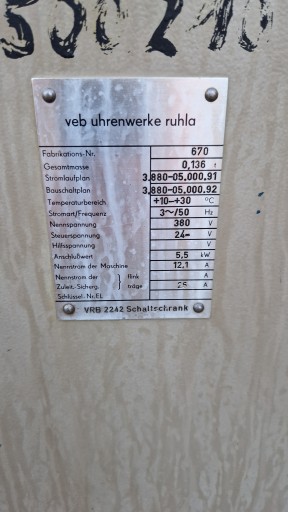 veb uhrenwerke ruhla
Fabrikations-Nr. 670
Gesamtmasse 0,136 t
Stromlaufplan 3.880-05.000.91
Bauschaltplan 3.880-05.000.92
Temperaturbereich +10-+30 °C
Stromart/Frequenz 3~/50 Hz
Nennspannung 380 V
Steuerspannung 24- V
Hilfsspannung V
Anschlußwert 5,5 kW
Nennstrom der Maschine 12,1 A
Nennstrom der } flink A
Zuleit.-Sicherg. } träge 25 A
Schlüssel Nr. EL
VRB 2242 Schaltschrank